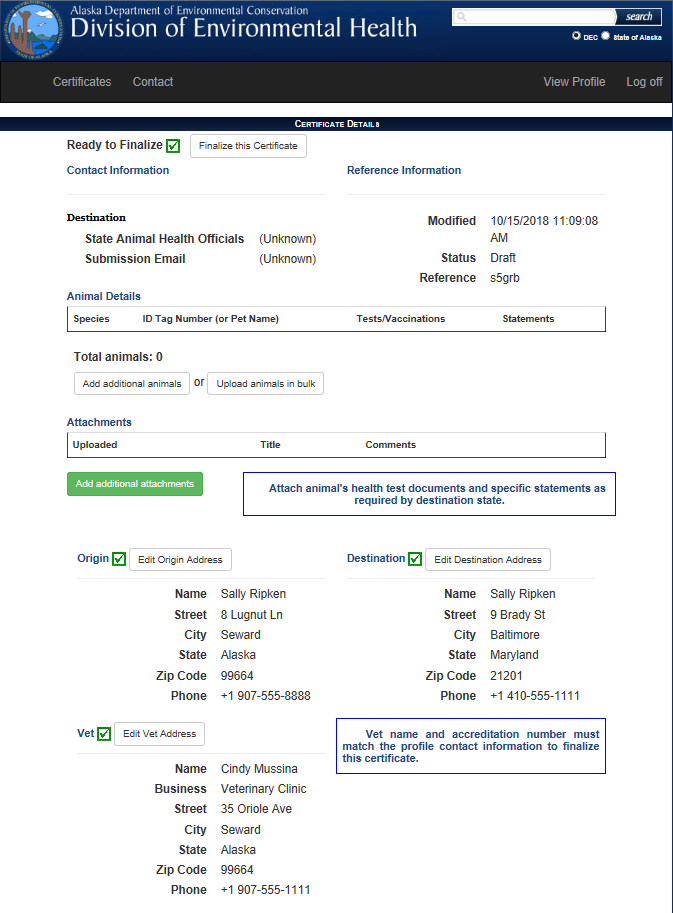 Alaska Department of Environmental Conservation
Division of Environmental Health
search
DEC State of Alaska
Certificates Contact View Profile Log off
CERTIFICATE DETAILS
Ready to Finalize Finalize this Certificate
Contact Information
Destination
State Animal Health Officials (Unknown)
Submission Email (Unknown)
Reference Information
Modified 10/15/2018 11:09:08
AM
Status Draft
Reference s5grb
Animal Details
Species ID Tag Number (or Pet Name) Tests/Vaccinations Statements
Total animals: 0
Add additional animals or Upload animals in bulk
Attachments
Uploaded Title Comments
Add additional attachments
Attach animal's health test documents and specific statements as
required by destination state.
Origin Edit Origin Address
Name Sally Ripken
Street 8 Lugnut Ln
City Seward
State Alaska
Zip Code 99664
Phone +1 907-555-8888
Destination Edit Destination Address
Name Sally Ripken
Street 9 Brady St
City Baltimore
State Maryland
Zip Code 21201
Phone +1 410-555-1111
Vet Edit Vet Address
Name Cindy Mussina
Business Veterinary Clinic
Street 35 Oriole Ave
City Seward
State Alaska
Zip Code 99664
Phone +1 907-555-1111
Vet name and accreditation number must
match the profile contact information to finalize
this certificate.